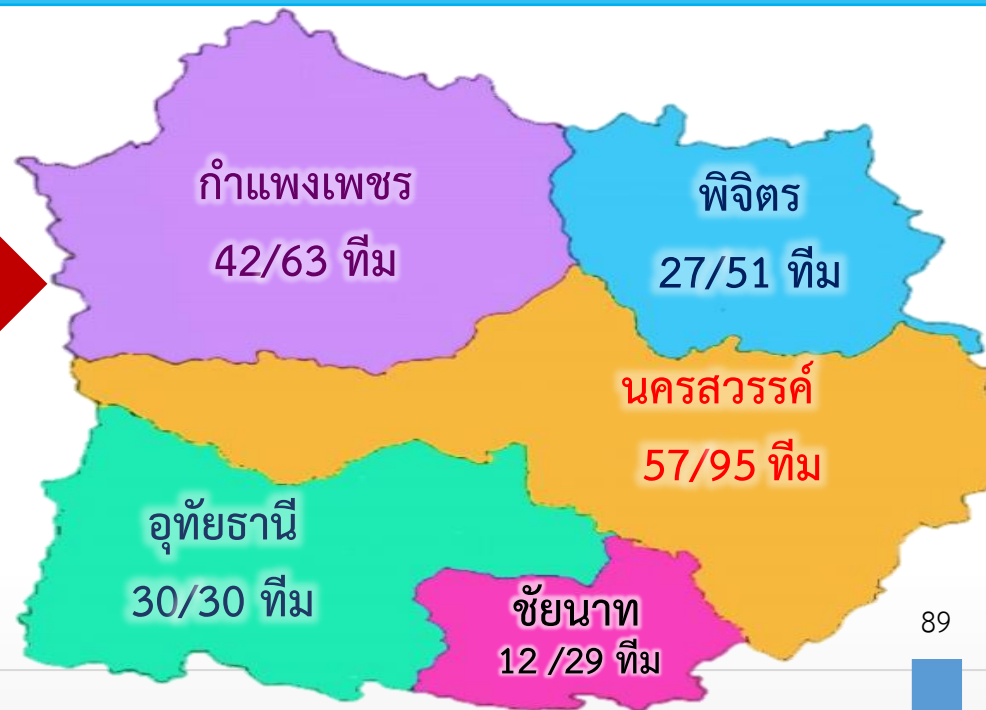 กำแพงเพชร
42/63 ทีม
พิจิตร
27/51 ทีม
นครสวรรค์
57/95 ทีม
อุทัยธานี
30/30 ทีม
ชัยนาท
12 /29 ทีม
89